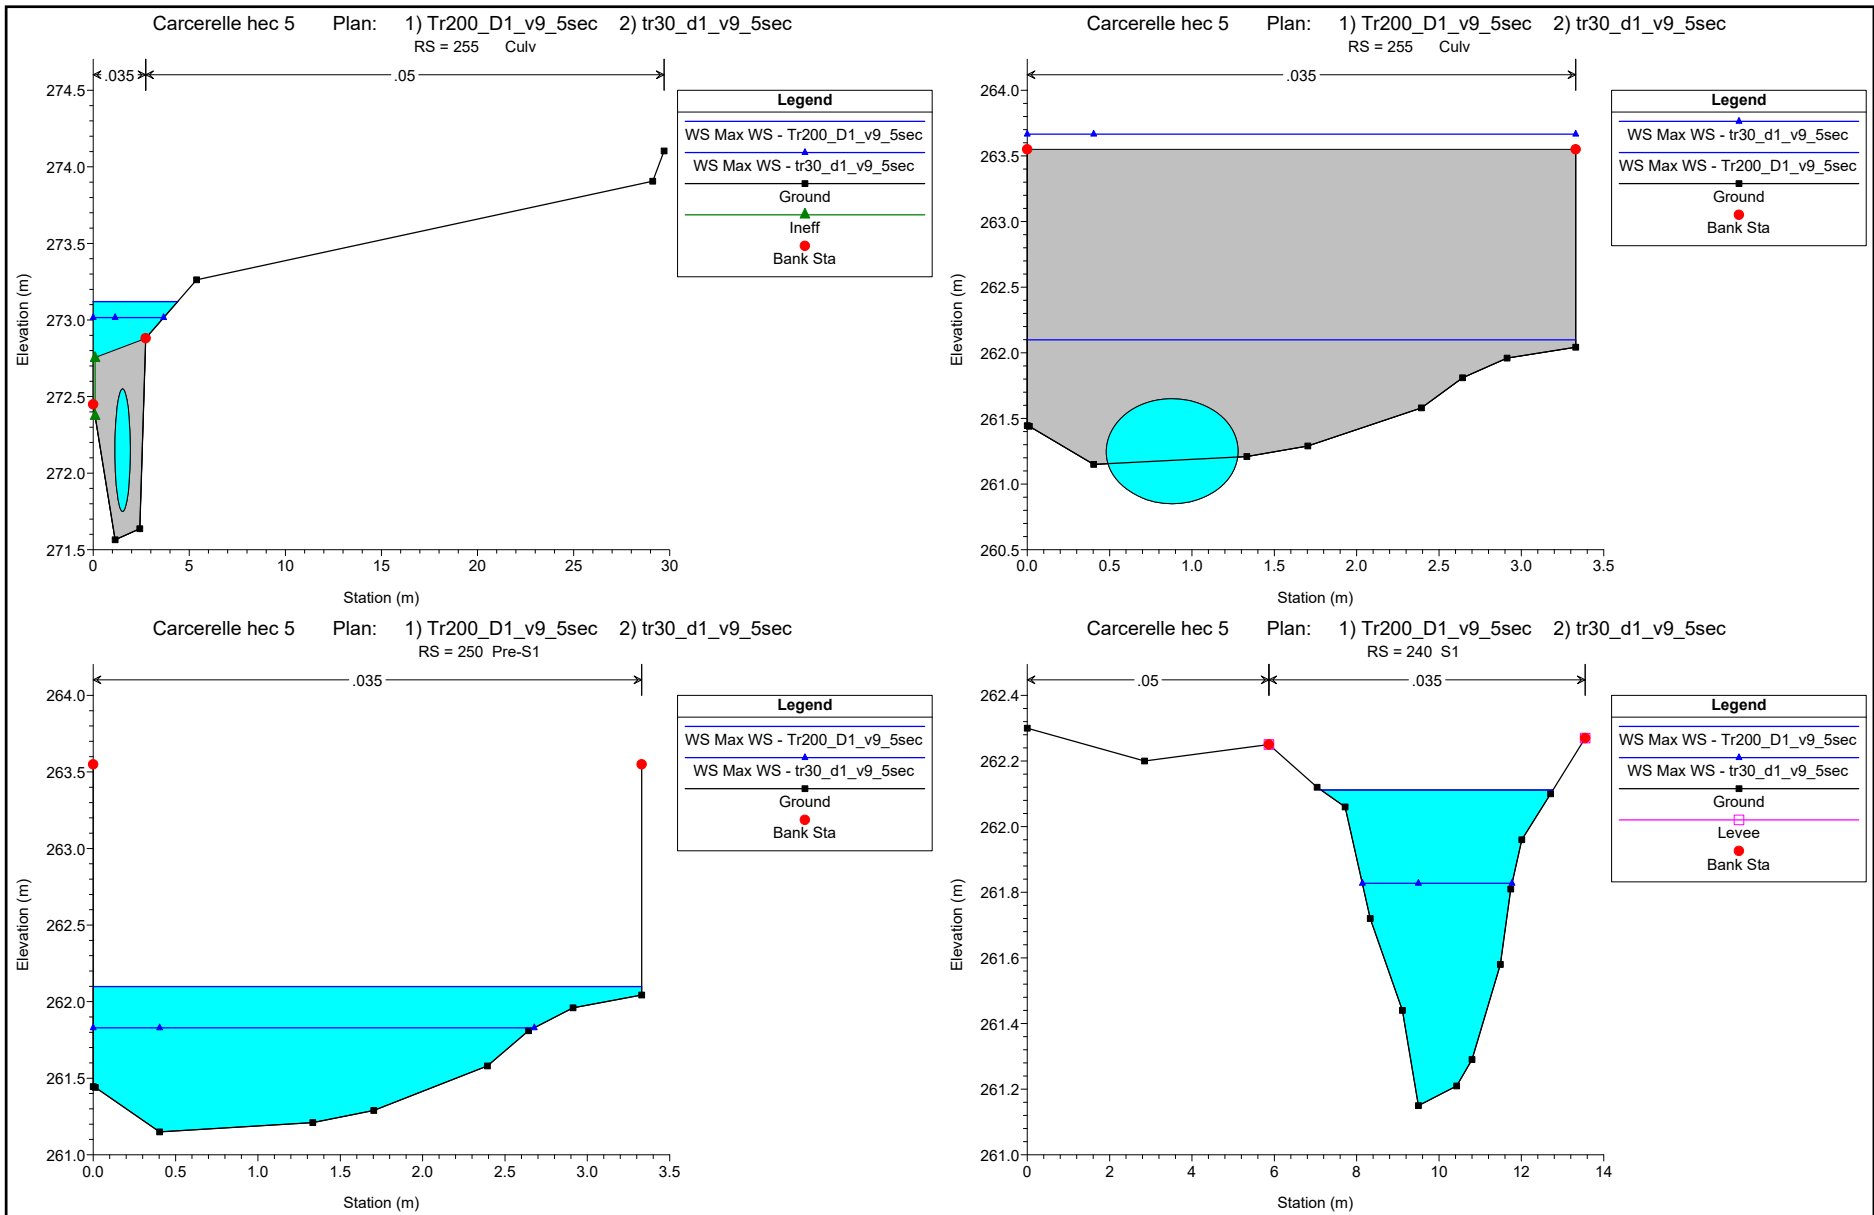 Carcerelle hec 5 Plan: 1) Tr200_D1_v9_5sec 2) tr30_d1_v9_5sec
RS = 255 Culv
.035
.05
274.5
274.0
273.5
273.0
272.5
272.0
271.5
Elevation (m)
0 5 10 15 20 25 30
Station (m)
Legend
WS Max WS - Tr200_D1_v9_5sec
WS Max WS - tr30_d1_v9_5sec
Ground
Ineff
Bank Sta
Carcerelle hec 5 Plan: 1) Tr200_D1_v9_5sec 2) tr30_d1_v9_5sec
RS = 255 Culv
.035
264.0
263.5
263.0
262.5
262.0
261.5
261.0
260.5
Elevation (m)
0.0 0.5 1.0 1.5 2.0 2.5 3.0 3.5
Station (m)
Legend
WS Max WS - tr30_d1_v9_5sec
WS Max WS - Tr200_D1_v9_5sec
Ground
Bank Sta
Carcerelle hec 5 Plan: 1) Tr200_D1_v9_5sec 2) tr30_d1_v9_5sec
RS = 250 Pre-S1
.035
264.0
263.5
263.0
262.5
262.0
261.5
261.0
Elevation (m)
0.0 0.5 1.0 1.5 2.0 2.5 3.0 3.5
Station (m)
Legend
WS Max WS - Tr200_D1_v9_5sec
WS Max WS - tr30_d1_v9_5sec
Ground
Bank Sta
Carcerelle hec 5 Plan: 1) Tr200_D1_v9_5sec 2) tr30_d1_v9_5sec
RS = 240 S1
.05
.035
262.4
262.2
262.0
261.8
261.6
261.4
261.2
261.0
Elevation (m)
0 2 4 6 8 10 12 14
Station (m)
Legend
WS Max WS - Tr200_D1_v9_5sec
WS Max WS - tr30_d1_v9_5sec
Ground
Levee
Bank Sta